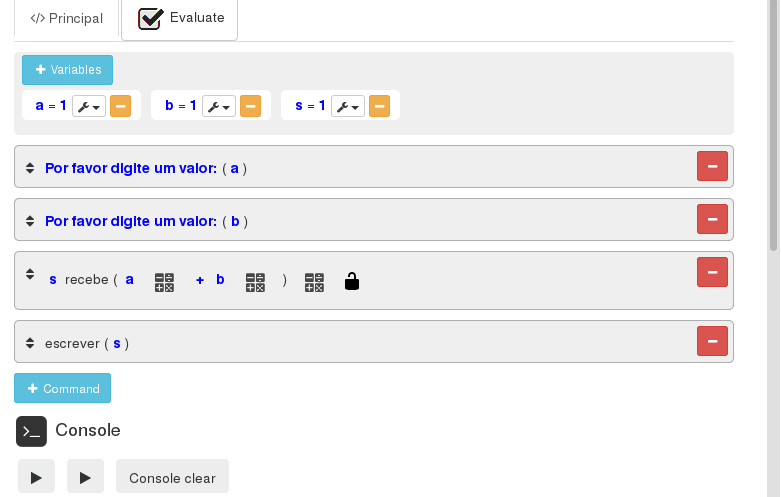 </> Principal Evaluate
+ Variables
a = 1 b = 1 s = 1
Por favor digite um valor: ( a )
Por favor digite um valor: ( b )
s recebe ( a + b )
escrever ( s )
+ Command
>_ Console
Console clear